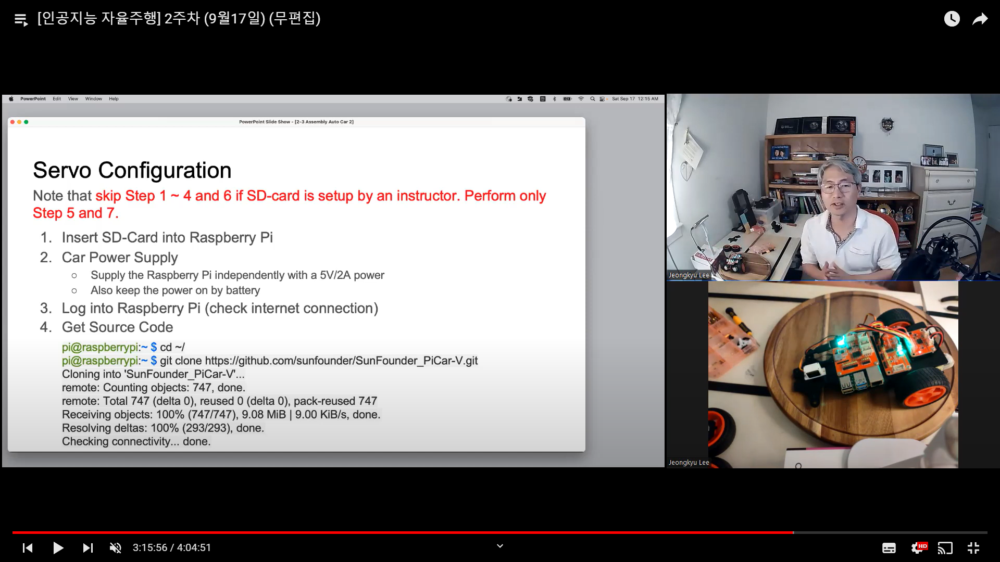 [인공지능 자율주행] 2주차 (9월17일) (무편집)
PowerPoint Edit View Window Help
Sat Sep 17 12:15 AM
PowerPoint Slide Show - [2-3 Assembly Auto Car 2]
Servo Configuration
Note that skip Step 1 ~ 4 and 6 if SD-card is setup by an instructor. Perform only
Step 5 and 7.
1. Insert SD-Card into Raspberry Pi
2. Car Power Supply
○ Supply the Raspberry Pi independently with a 5V/2A power
○ Also keep the power on by battery
3. Log into Raspberry Pi (check internet connection)
4. Get Source Code
pi@raspberrypi:~ $ cd ~/
pi@raspberrypi:~ $ git clone https://github.com/sunfounder/SunFounder_PiCar-V.git
Cloning into 'SunFounder_PiCar-V'...
remote: Counting objects: 747, done.
remote: Total 747 (delta 0), reused 0 (delta 0), pack-reused 747
Receiving objects: 100% (747/747), 9.08 MiB | 9.00 KiB/s, done.
Resolving deltas: 100% (293/293), done.
Checking connectivity... done.
Jeongkyu Lee
Jeongkyu Lee
3:15:56 / 4:04:51
HD